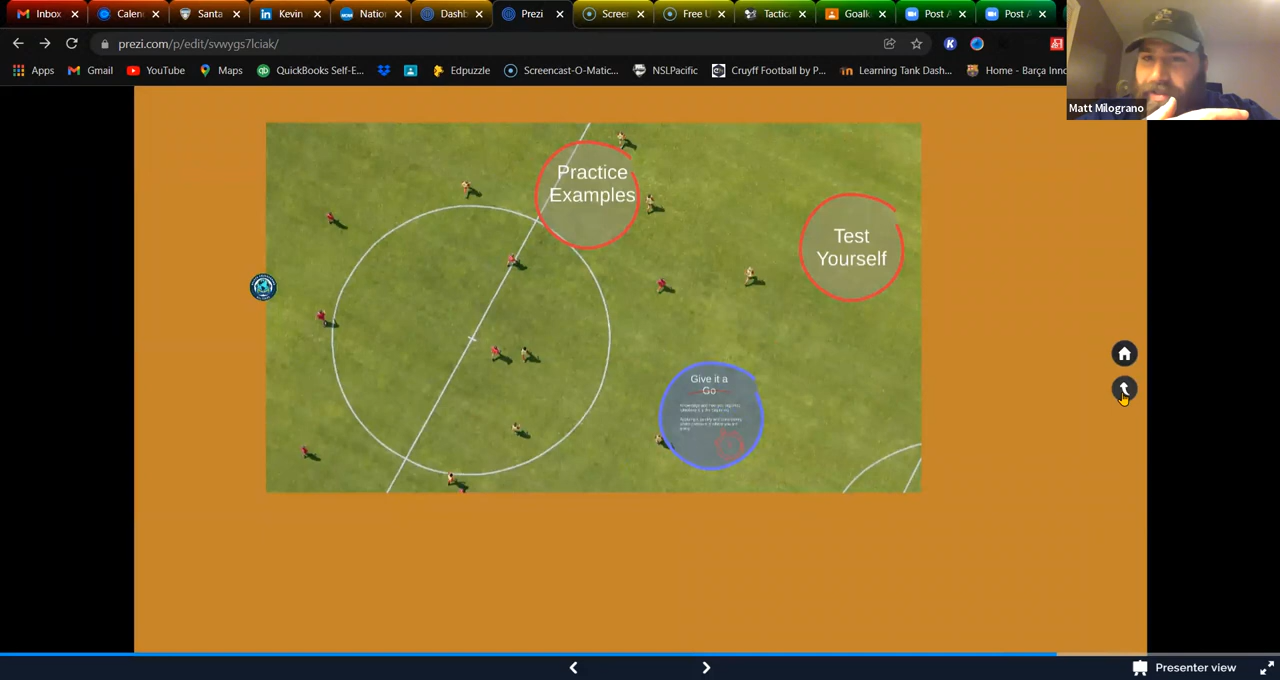 Inbox
Calen
Santa
Kevin
Natio
Dashb
Prezi
Scree
Free U
Tactica
Goalk
Post A
Post A
prezi.com/p/edit/svwygs7lciak/
Apps
Gmail
YouTube
Maps
QuickBooks Self-E...
Edpuzzle
Screencast-O-Matic...
NSLPacific
Cruyff Football by P...
Learning Tank Dash...
Home - Barça Inno
Matt Milograno
Practice
Examples
Test
Yourself
Give it a
Go
Presenter view